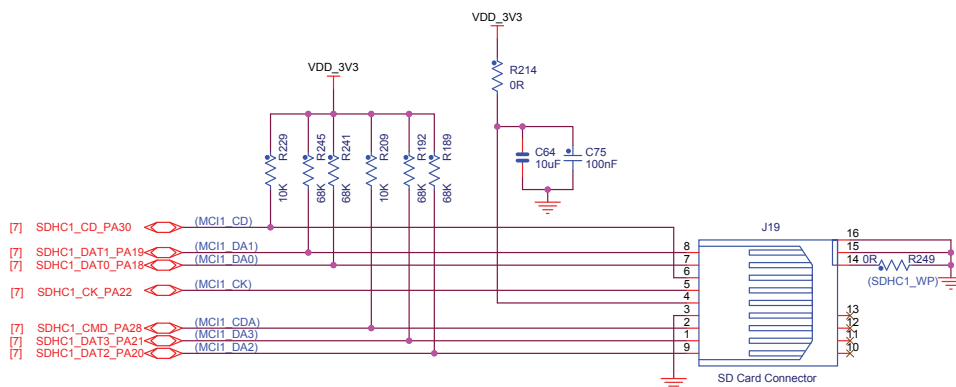 VDD_3V3
VDD_3V3
R214
0R
R229
10K
R245
68K
R241
68K
R209
10K
R192
68K
R189
68K
C64
10uF
C75
100nF
[7] SDHC1_CD_PA30 (MCI1_CD)
[7] SDHC1_DAT1_PA19 (MCI1_DA1)
[7] SDHC1_DAT0_PA18 (MCI1_DA0)
[7] SDHC1_CK_PA22 (MCI1_CK)
[7] SDHC1_CMD_PA28 (MCI1_CDA)
[7] SDHC1_DAT3_PA21 (MCI1_DA3)
[7] SDHC1_DAT2_PA20 (MCI1_DA2)
J19
8
7
6
5
4
3
2
1
9
16
15
14
0R R249
(SDHC1_WP)
13
12
11
10
SD Card Connector